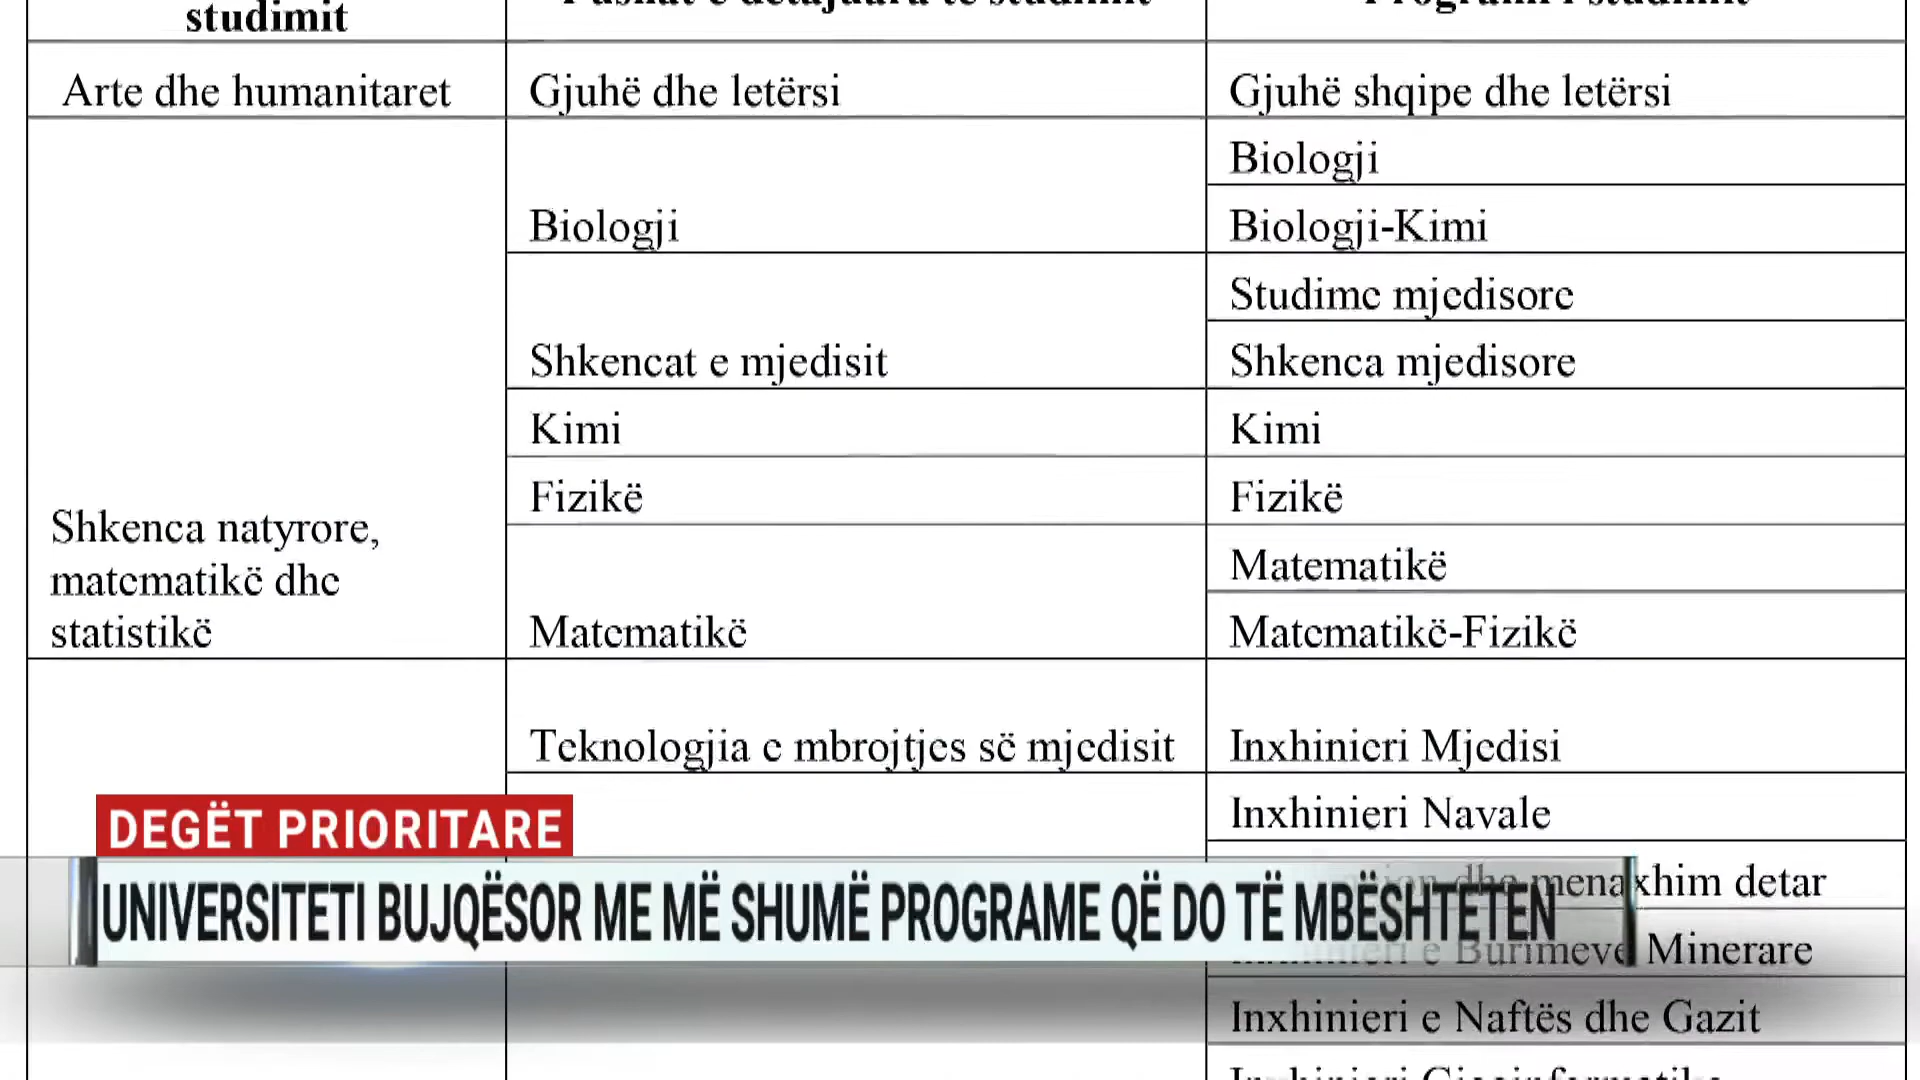 studimit
Arte dhe humanitaret
Gjuhë dhe letërsi
Gjuhë shqipe dhe letërsi
Biologji
Biologji
Biologji-Kimi
Studime mjedisore
Shkencat e mjedisit
Shkenca mjedisore
Kimi
Kimi
Fizikë
Fizikë
Shkenca natyrore,
matematikë dhe
statistikë
Matematikë
Matematikë
Matematikë-Fizikë
Teknologjia e mbrojtjes së mjedisit
Inxhinieri Mjedisi
Inxhinieri Navale
dhe menaxhim detar
e Burimeve Minerare
Inxhinieri e Naftës dhe Gazit
DEGËT PRIORITARE
UNIVERSITETI BUJQËSOR ME MË SHUMË PROGRAME QË DO TË MBËSHTETEN